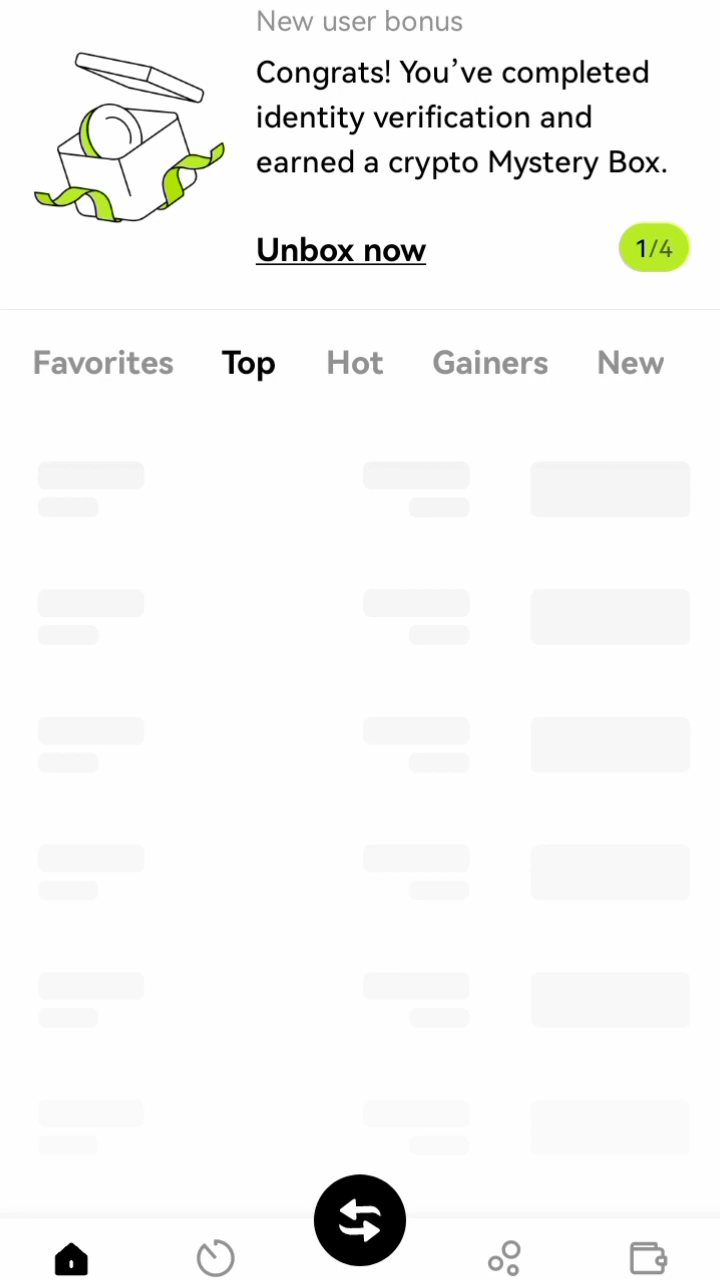 New user bonus
Congrats! You’ve completed
identity verification and
earned a crypto Mystery Box.
Unbox now
1/4
Favorites Top Hot Gainers New